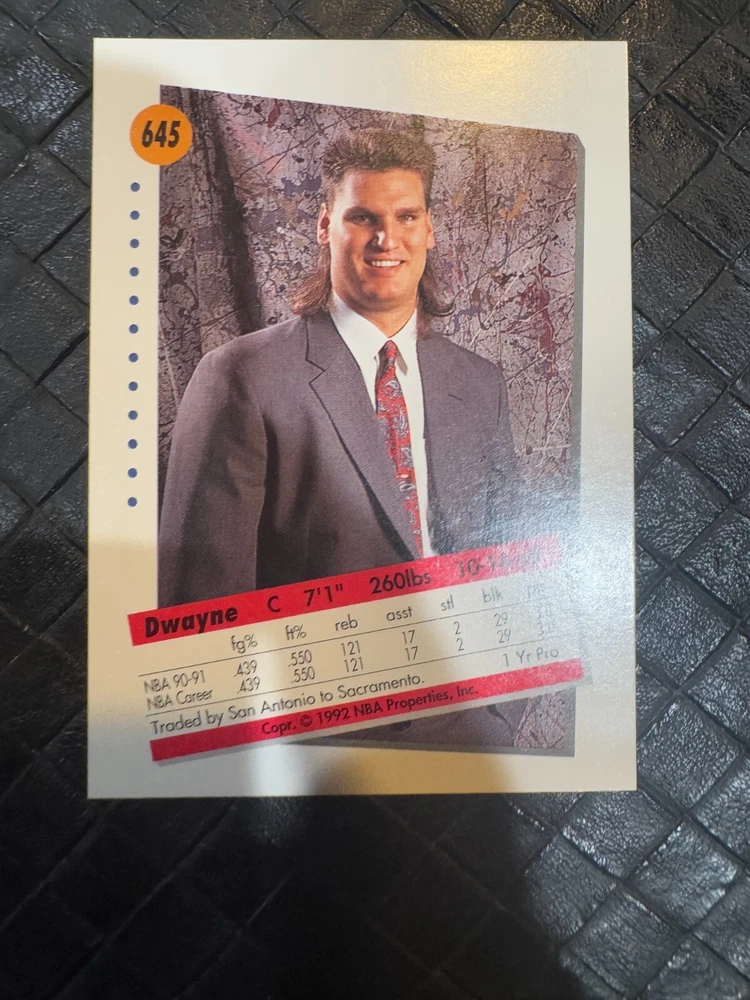 645
Dwayne C 7'1" 260lbs
fg% ft% reb asst stl blk
NBA 90-91 .439 .550 121 17 2 29
NBA Career .439 .550 121 17 2 29
1 Yr Pro
Traded by San Antonio to Sacramento.
Copr. © 1992 NBA Properties, Inc.